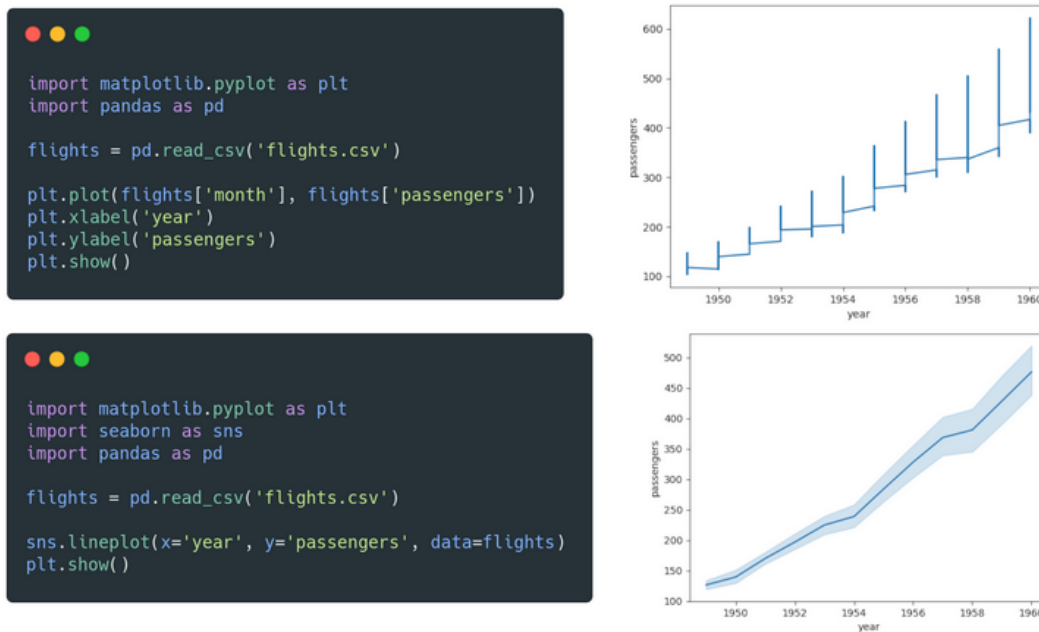 import matplotlib.pyplot as plt
import pandas as pd
flights = pd.read_csv('flights.csv')
plt.plot(flights['month'], flights['passengers'])
plt.xlabel('year')
plt.ylabel('passengers')
plt.show()
600
500
400
300
200
100
passengers
1950 1952 1954 1956 1958 1960
year
import matplotlib.pyplot as plt
import seaborn as sns
import pandas as pd
flights = pd.read_csv('flights.csv')
sns.lineplot(x='year', y='passengers', data=flights)
plt.show()
500
450
400
350
300
250
200
150
100
passengers
1950 1952 1954 1956 1958 1960
year